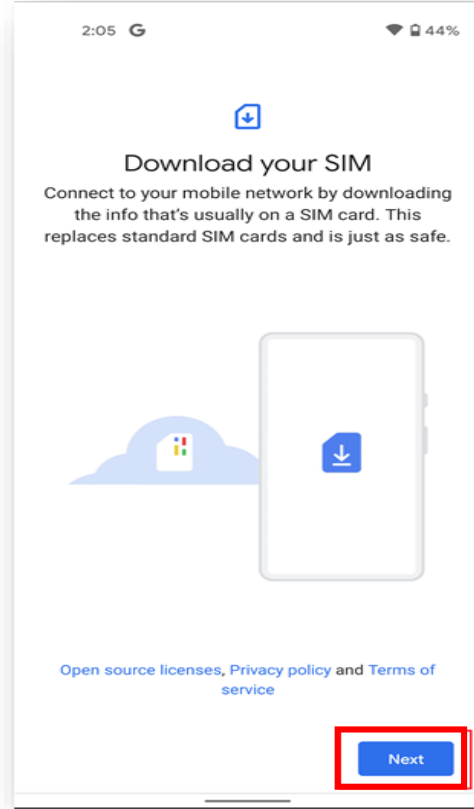 2:05 G 44%
Download your SIM
Connect to your mobile network by downloading
the info that's usually on a SIM card. This
replaces standard SIM cards and is just as safe.
Open source licenses, Privacy policy and Terms of
service
Next